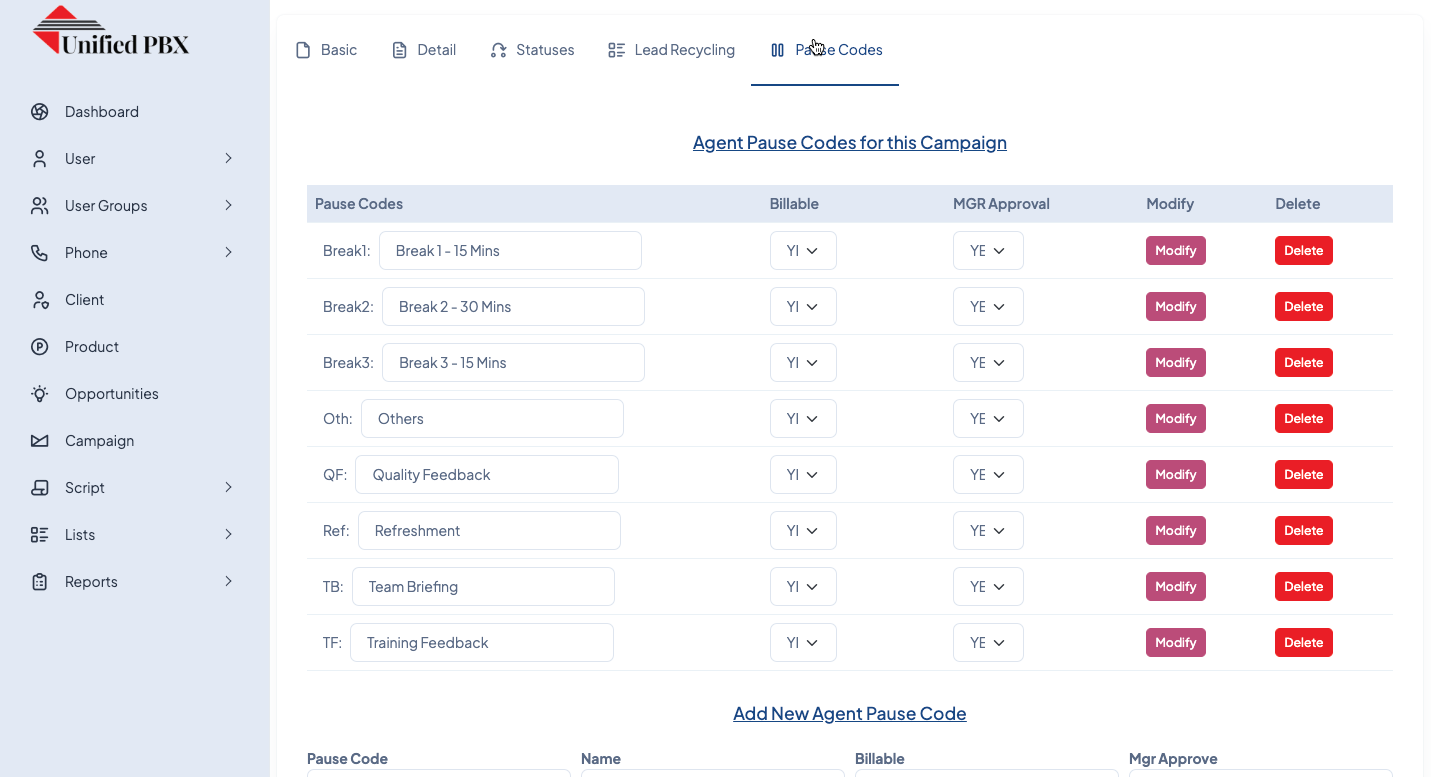 Unified PBX
Dashboard
User
User Groups
Phone
Client
Product
Opportunities
Campaign
Script
Lists
Reports
Basic Detail Statuses Lead Recycling Pause Codes
Agent Pause Codes for this Campaign
Pause Codes Billable MGR Approval Modify Delete
Break1: Break 1 - 15 Mins YI YE Modify Delete
Break2: Break 2 - 30 Mins YI YE Modify Delete
Break3: Break 3 - 15 Mins YI YE Modify Delete
Oth: Others YI YE Modify Delete
QF: Quality Feedback YI YE Modify Delete
Ref: Refreshment YI YE Modify Delete
TB: Team Briefing YI YE Modify Delete
TF: Training Feedback YI YE Modify Delete
Add New Agent Pause Code
Pause Code Name Billable Mgr Approve